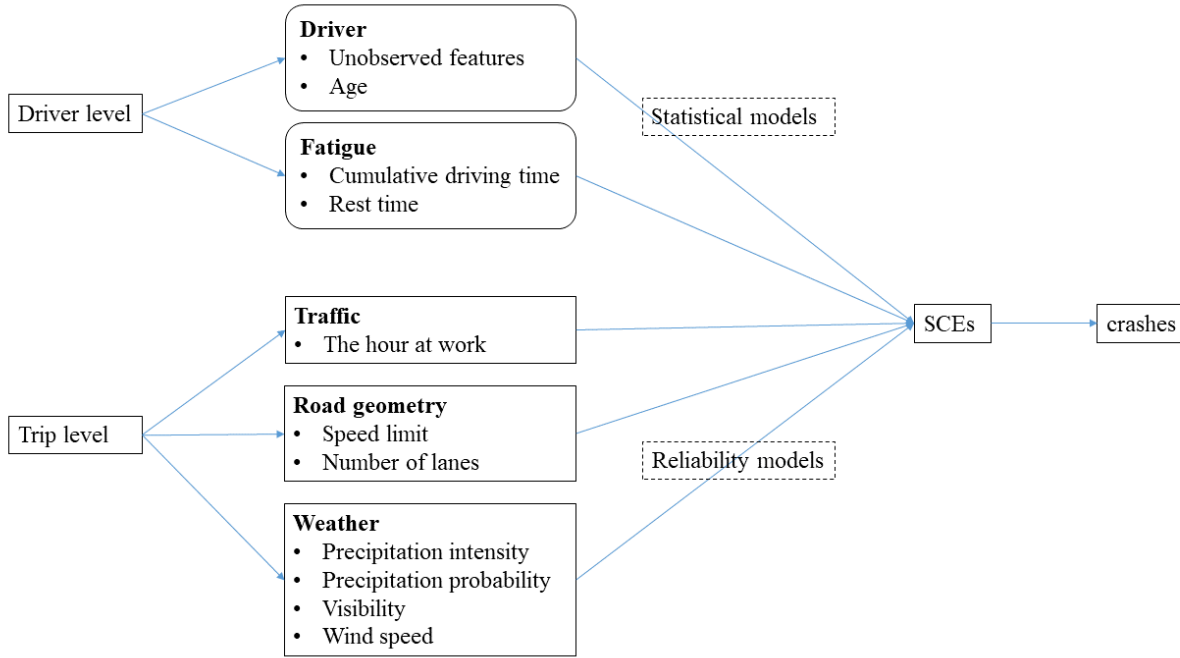 Driver level
Driver
• Unobserved features
• Age
Fatigue
• Cumulative driving time
• Rest time
Statistical models
Trip level
Traffic
• The hour at work
Road geometry
• Speed limit
• Number of lanes
Weather
• Precipitation intensity
• Precipitation probability
• Visibility
• Wind speed
Reliability models
SCEs
crashes